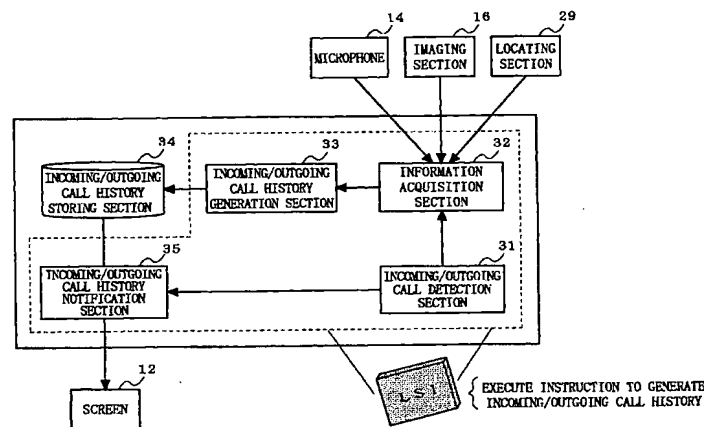 14
MICROPHONE
16
IMAGING
SECTION
29
LOCATING
SECTION
34
INCOMING/OUTGOING
CALL HISTORY
STORING SECTION
33
INCOMING/OUTGOING
CALL HISTORY
GENERATION SECTION
32
INFORMATION
ACQUISITION
SECTION
35
INCOMING/OUTGOING
CALL HISTORY
NOTIFICATION
SECTION
31
INCOMING/OUTGOING
CALL DETECTION
SECTION
12
SCREEN
LSI
EXECUTE INSTRUCTION TO GENERATE
INCOMING/OUTGOING CALL HISTORY